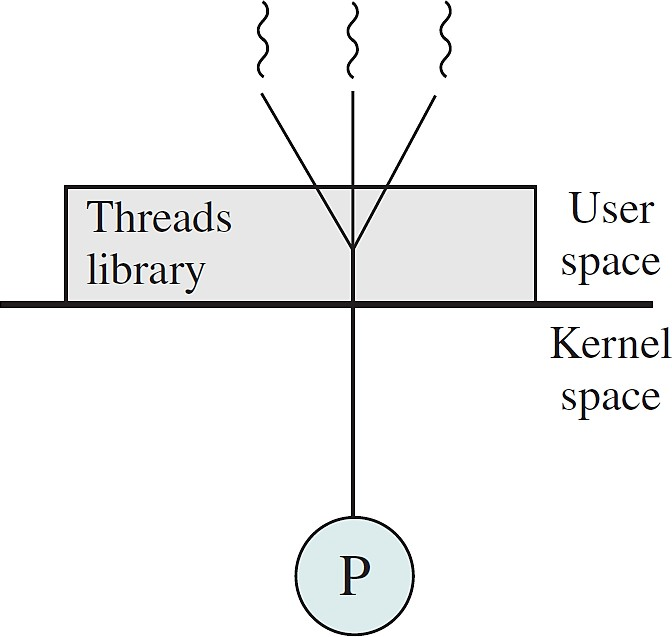 Threads
library
User
space
Kernel
space
P